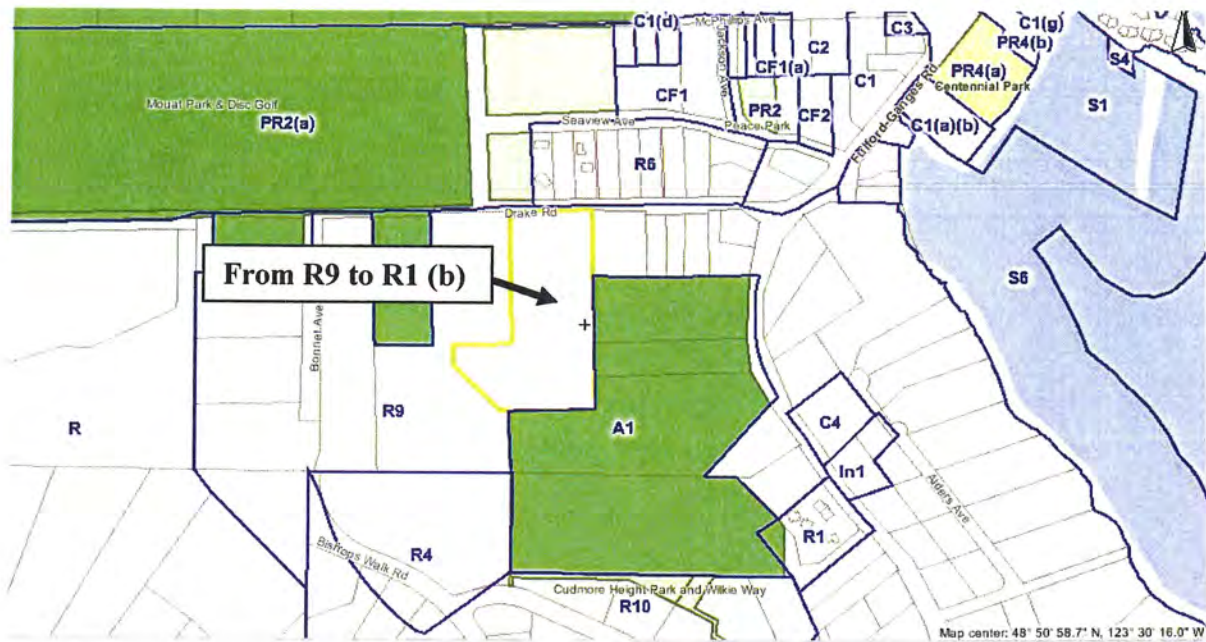 C1(d)
McPhillips Ave
C3
C1(g)
PR4(b)
S4
Jackson Ave
C2
CF1(a)
C1
PR4(a)
Centennial Park
S1
Mouat Park & Disc Golf
PR2(a)
CF1
PR2
CF2
Fulford-Ganges Rd
C1(a)(b)
Seaview Ave
Peace Park
R6
Drake Rd
From R9 to R1 (b)
S6
Bonnet Ave
R
R9
A1
C4
In1
Alders Ave
R4
Bishops Walk Rd
R1
Cudmore Height Park and Wilkie Way
R10
Map center: 48° 50' 58.7" N, 123° 30' 16.0" W